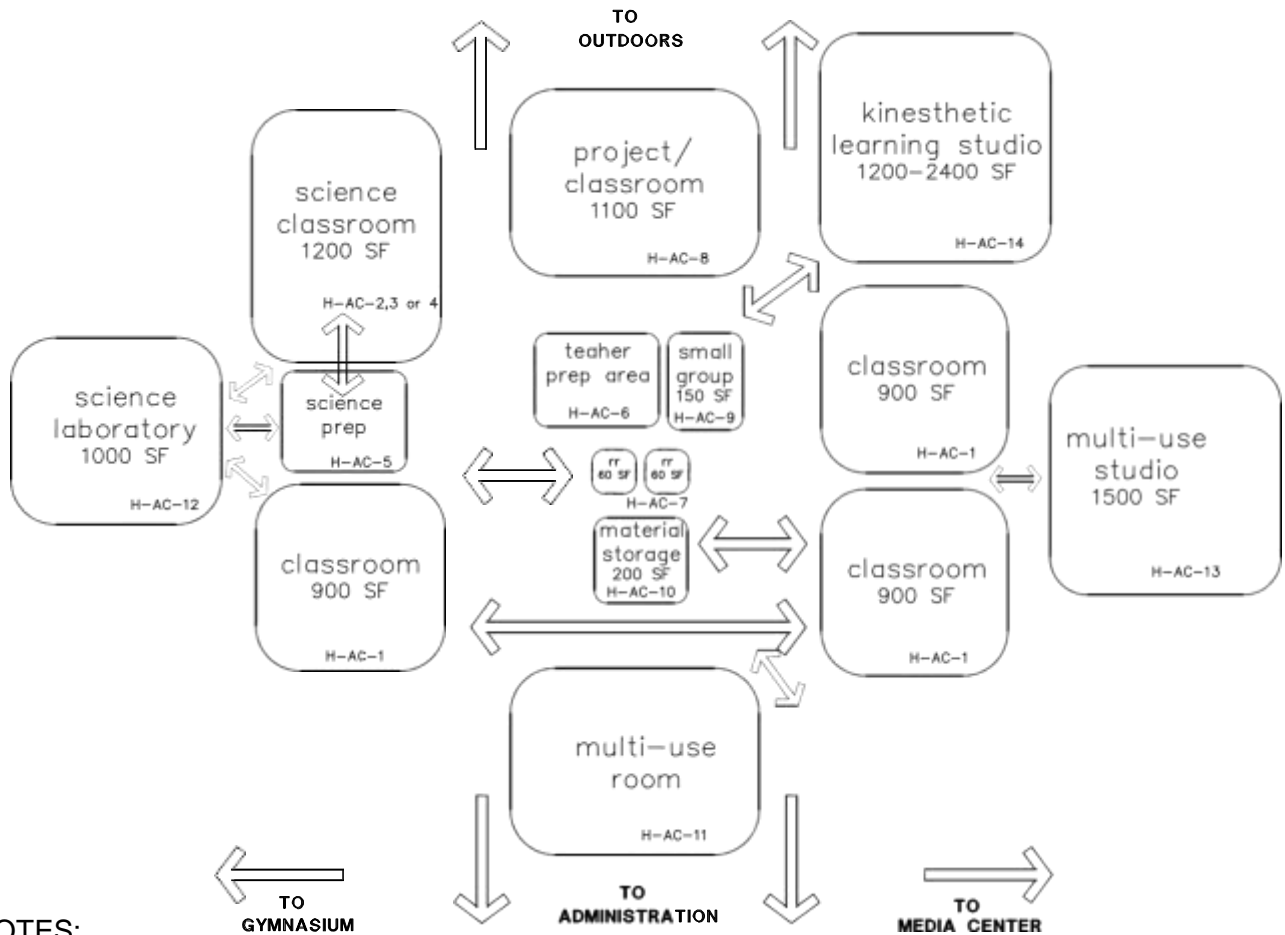 TO
OUTDOORS
kinesthetic
learning studio
1200-2400 SF
H-AC-14
project/
classroom
1100 SF
H-AC-8
science
classroom
1200 SF
H-AC-2,3 or 4
teaher
prep area
H-AC-6
small
group
150 SF
H-AC-9
classroom
900 SF
H-AC-1
science
laboratory
1000 SF
H-AC-12
science
prep
H-AC-5
multi-use
studio
1500 SF
H-AC-13
rr
60 SF
rr
60 SF
H-AC-7
material
storage
200 SF
H-AC-10
classroom
900 SF
H-AC-1
classroom
900 SF
H-AC-1
multi-use
room
H-AC-11
TO
GYMNASIUM
TO
ADMINISTRATION
TO
MEDIA CENTER
OTES: